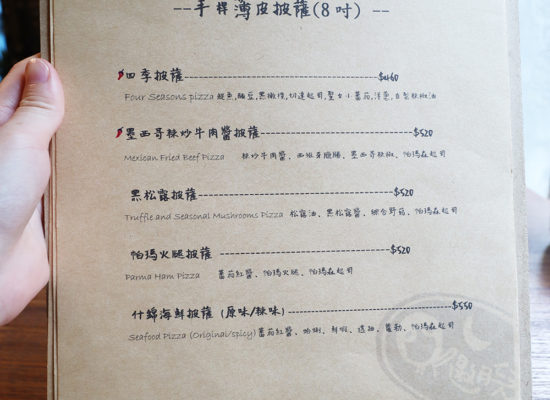 --手桿薄皮披薩(8吋) --
四季披薩--$460
Four Seasons pizza 鯷魚,豌豆,黑橄欖,切達起司,聖女小蕃茄,洋蔥,自製辣椒油
墨西哥辣炒牛肉醬披薩--$520
Mexican Fried Beef Pizza 辣炒牛肉醬、西班牙臘腸、墨西哥辣椒、帕瑪森起司
黑松露披薩--$520
Truffle and Seasonal Mushrooms Pizza 松露油、黑松露醬、綜合野菇、帕瑪森起司
帕瑪火腿披薩 --$520
Parma Ham Pizza 蕃茄紅醬、帕瑪火腿、帕瑪森起司
什錦海鮮披薩 (原味/辣味)--$550
Seafood Pizza (Original/spicy)蕃茄紅醬、蛤蜊、鮮蝦、透抽、羅勒、帕瑪森起司